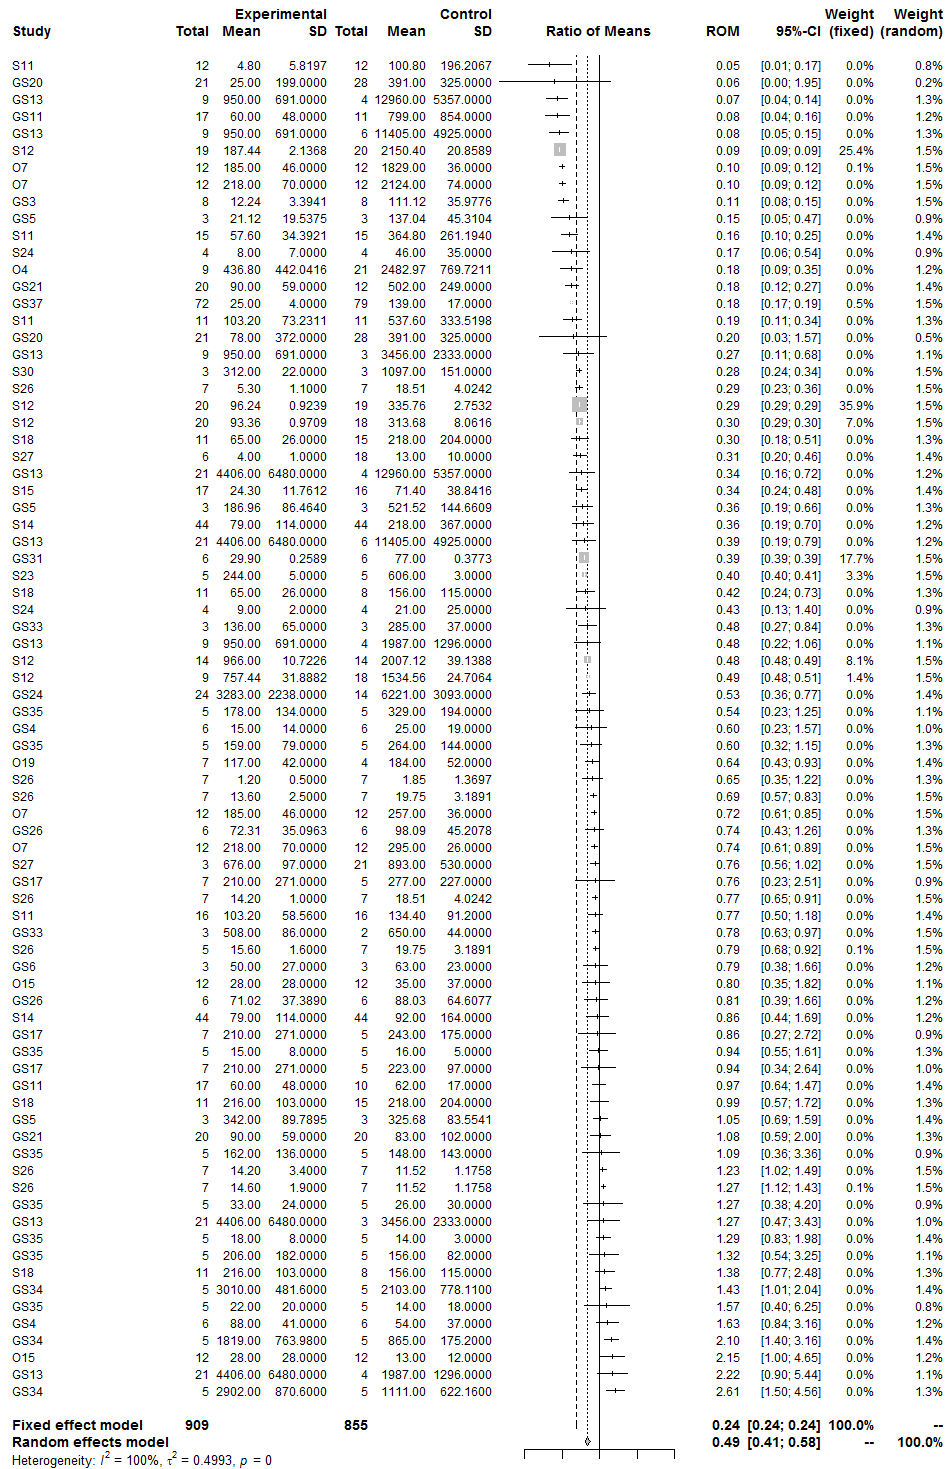 Experimental Control Weight Weight
Study Total Mean SD Total Mean SD Ratio of Means ROM 95%-CI (fixed) (random)
S11 12 4.80 5.8197 12 100.80 196.2067 0.05 [0.01; 0.17] 0.0% 0.8%
GS20 21 25.00 199.0000 28 391.00 325.0000 0.06 [0.00; 1.95] 0.0% 0.2%
GS13 9 950.00 691.0000 4 12960.00 5357.0000 0.07 [0.04; 0.14] 0.0% 1.3%
GS11 17 60.00 48.0000 11 799.00 854.0000 0.08 [0.04; 0.16] 0.0% 1.2%
GS13 9 950.00 691.0000 6 11405.00 4925.0000 0.08 [0.05; 0.15] 0.0% 1.3%
S12 19 187.44 2.1368 20 2150.40 20.8589 0.09 [0.09; 0.09] 25.4% 1.5%
O7 12 185.00 46.0000 12 1829.00 36.0000 0.10 [0.09; 0.12] 0.1% 1.5%
O7 12 218.00 70.0000 12 2124.00 74.0000 0.10 [0.09; 0.12] 0.0% 1.5%
GS3 8 12.24 3.3941 8 111.12 35.9776 0.11 [0.08; 0.15] 0.0% 1.5%
GS5 3 21.12 19.5375 3 137.04 45.3104 0.15 [0.05; 0.47] 0.0% 0.9%
S11 15 57.60 34.3921 15 364.80 261.1940 0.16 [0.10; 0.25] 0.0% 1.4%
S24 4 8.00 7.0000 4 46.00 35.0000 0.17 [0.06; 0.54] 0.0% 0.9%
O4 9 436.80 442.0416 21 2482.97 769.7211 0.18 [0.09; 0.35] 0.0% 1.2%
GS21 20 90.00 59.0000 12 502.00 249.0000 0.18 [0.12; 0.27] 0.0% 1.4%
GS37 72 25.00 4.0000 79 139.00 17.0000 0.18 [0.17; 0.19] 0.5% 1.5%
S11 11 103.20 73.2311 11 537.60 333.5198 0.19 [0.11; 0.34] 0.0% 1.3%
GS20 21 78.00 372.0000 28 391.00 325.0000 0.20 [0.03; 1.57] 0.0% 0.5%
GS13 9 950.00 691.0000 3 3456.00 2333.0000 0.27 [0.11; 0.68] 0.0% 1.1%
S30 3 312.00 22.0000 3 1097.00 151.0000 0.28 [0.24; 0.34] 0.0% 1.5%
S26 7 5.30 1.1000 7 18.51 4.0242 0.29 [0.23; 0.36] 0.0% 1.5%
S12 20 96.24 0.9239 19 335.76 2.7532 0.29 [0.29; 0.29] 35.9% 1.5%
S12 20 93.36 0.9709 18 313.68 8.0616 0.30 [0.29; 0.30] 7.0% 1.5%
S18 11 65.00 26.0000 15 218.00 204.0000 0.30 [0.18; 0.51] 0.0% 1.3%
S27 6 4.00 1.0000 18 13.00 10.0000 0.31 [0.20; 0.46] 0.0% 1.4%
GS13 21 4406.00 6480.0000 4 12960.00 5357.0000 0.34 [0.16; 0.72] 0.0% 1.2%
S15 17 24.30 11.7612 16 71.40 38.8416 0.34 [0.24; 0.48] 0.0% 1.4%
GS5 3 186.96 86.4640 3 521.52 144.6609 0.36 [0.19; 0.66] 0.0% 1.3%
S14 44 79.00 114.0000 44 218.00 367.0000 0.36 [0.19; 0.70] 0.0% 1.2%
GS13 21 4406.00 6480.0000 6 11405.00 4925.0000 0.39 [0.19; 0.79] 0.0% 1.2%
GS31 6 29.90 0.2589 6 77.00 0.3773 0.39 [0.39; 0.39] 17.7% 1.5%
S23 5 244.00 5.0000 5 606.00 3.0000 0.40 [0.40; 0.41] 3.3% 1.5%
S18 11 65.00 26.0000 8 156.00 115.0000 0.42 [0.24; 0.73] 0.0% 1.3%
S24 4 9.00 2.0000 4 21.00 25.0000 0.43 [0.13; 1.40] 0.0% 0.9%
GS33 3 136.00 65.0000 3 285.00 37.0000 0.48 [0.27; 0.84] 0.0% 1.3%
GS13 9 950.00 691.0000 4 1987.00 1296.0000 0.48 [0.22; 1.06] 0.0% 1.1%
S12 14 966.00 10.7226 14 2007.12 39.1388 0.48 [0.48; 0.49] 8.1% 1.5%
S12 9 757.44 31.8882 18 1534.56 24.7064 0.49 [0.48; 0.51] 1.4% 1.5%
GS24 24 3283.00 2238.0000 14 6221.00 3093.0000 0.53 [0.36; 0.77] 0.0% 1.4%
GS35 5 178.00 134.0000 5 329.00 194.0000 0.54 [0.23; 1.25] 0.0% 1.1%
GS4 6 15.00 14.0000 6 25.00 19.0000 0.60 [0.23; 1.57] 0.0% 1.0%
GS35 5 159.00 79.0000 5 264.00 144.0000 0.60 [0.32; 1.15] 0.0% 1.2%
O19 7 117.00 42.0000 4 184.00 52.0000 0.64 [0.43; 0.93] 0.0% 1.4%
S26 7 1.20 0.5000 7 1.85 1.3697 0.65 [0.35; 1.22] 0.0% 1.2%
S26 7 13.60 2.5000 7 19.75 3.1891 0.69 [0.57; 0.83] 0.0% 1.5%
O7 12 185.00 46.0000 12 257.00 36.0000 0.72 [0.61; 0.85] 0.0% 1.5%
GS26 6 72.31 35.0963 6 98.09 45.2078 0.74 [0.43; 1.26] 0.0% 1.3%
O7 12 218.00 70.0000 12 295.00 26.0000 0.74 [0.61; 0.89] 0.0% 1.5%
S27 3 676.00 97.0000 21 893.00 530.0000 0.76 [0.56; 1.02] 0.0% 1.5%
GS17 7 210.00 271.0000 5 277.00 227.0000 0.76 [0.23; 2.51] 0.0% 0.9%
S26 7 14.20 1.0000 7 18.51 4.0242 0.77 [0.65; 0.91] 0.0% 1.5%
S11 16 103.20 58.5600 16 134.40 91.2000 0.77 [0.50; 1.18] 0.0% 1.4%
GS33 3 508.00 86.0000 2 650.00 44.0000 0.78 [0.63; 0.97] 0.0% 1.5%
S26 5 15.60 1.6000 7 19.75 3.1891 0.79 [0.68; 0.92] 0.1% 1.5%
GS6 3 50.00 27.0000 3 63.00 23.0000 0.79 [0.38; 1.66] 0.0% 1.2%
O15 12 28.00 28.0000 12 35.00 37.0000 0.80 [0.35; 1.82] 0.0% 1.1%
GS26 6 71.02 37.3890 6 88.03 64.6077 0.81 [0.39; 1.66] 0.0% 1.2%
S14 44 79.00 114.0000 44 92.00 164.0000 0.86 [0.44; 1.69] 0.0% 1.2%
GS17 7 210.00 271.0000 5 243.00 175.0000 0.86 [0.27; 2.72] 0.0% 0.9%
GS35 5 15.00 8.0000 5 16.00 5.0000 0.94 [0.55; 1.61] 0.0% 1.3%
GS17 7 210.00 271.0000 5 223.00 97.0000 0.94 [0.34; 2.64] 0.0% 1.0%
GS11 17 60.00 48.0000 10 62.00 17.0000 0.97 [0.64; 1.47] 0.0% 1.4%
S18 11 216.00 103.0000 15 218.00 204.0000 0.99 [0.57; 1.72] 0.0% 1.3%
GS5 3 342.00 89.7895 3 325.68 83.5541 1.05 [0.69; 1.59] 0.0% 1.4%
GS21 20 90.00 59.0000 20 83.00 102.0000 1.08 [0.59; 2.00] 0.0% 1.3%
GS35 5 162.00 136.0000 5 148.00 143.0000 1.09 [0.36; 3.36] 0.0% 0.9%
S26 7 14.20 3.4000 7 11.52 1.1758 1.23 [1.02; 1.49] 0.0% 1.5%
S26 7 14.60 1.9000 7 11.52 1.1758 1.27 [1.12; 1.43] 0.1% 1.5%
GS35 5 33.00 24.0000 5 26.00 30.0000 1.27 [0.38; 4.20] 0.0% 0.9%
GS13 21 4406.00 6480.0000 3 3456.00 2333.0000 1.27 [0.47; 3.43] 0.0% 1.0%
GS35 5 18.00 8.0000 5 14.00 3.0000 1.29 [0.83; 1.98] 0.0% 1.4%
GS35 5 206.00 182.0000 5 156.00 82.0000 1.32 [0.54; 3.25] 0.0% 1.1%
S18 11 216.00 103.0000 8 156.00 115.0000 1.38 [0.77; 2.48] 0.0% 1.3%
GS34 5 3010.00 481.6000 5 2103.00 778.1100 1.43 [1.01; 2.04] 0.0% 1.4%
GS35 5 22.00 20.0000 5 14.00 18.0000 1.57 [0.40; 6.25] 0.0% 0.8%
GS4 6 88.00 41.0000 6 54.00 37.0000 1.63 [0.84; 3.16] 0.0% 1.2%
GS34 5 1819.00 763.9800 5 865.00 175.2000 2.10 [1.40; 3.16] 0.0% 1.4%
O15 12 28.00 28.0000 12 13.00 12.0000 2.15 [1.00; 4.65] 0.0% 1.2%
GS13 21 4406.00 6480.0000 4 1987.00 1296.0000 2.22 [0.90; 5.44] 0.0% 1.1%
GS34 5 2902.00 870.6000 5 1111.00 622.1600 2.61 [1.50; 4.56] 0.0% 1.3%
Fixed effect model 909 855 0.24 [0.24; 0.24] 100.0% --
Random effects model 0.49 [0.41; 0.58] -- 100.0%
Heterogeneity: I² = 100%, τ² = 0.4993, p = 0